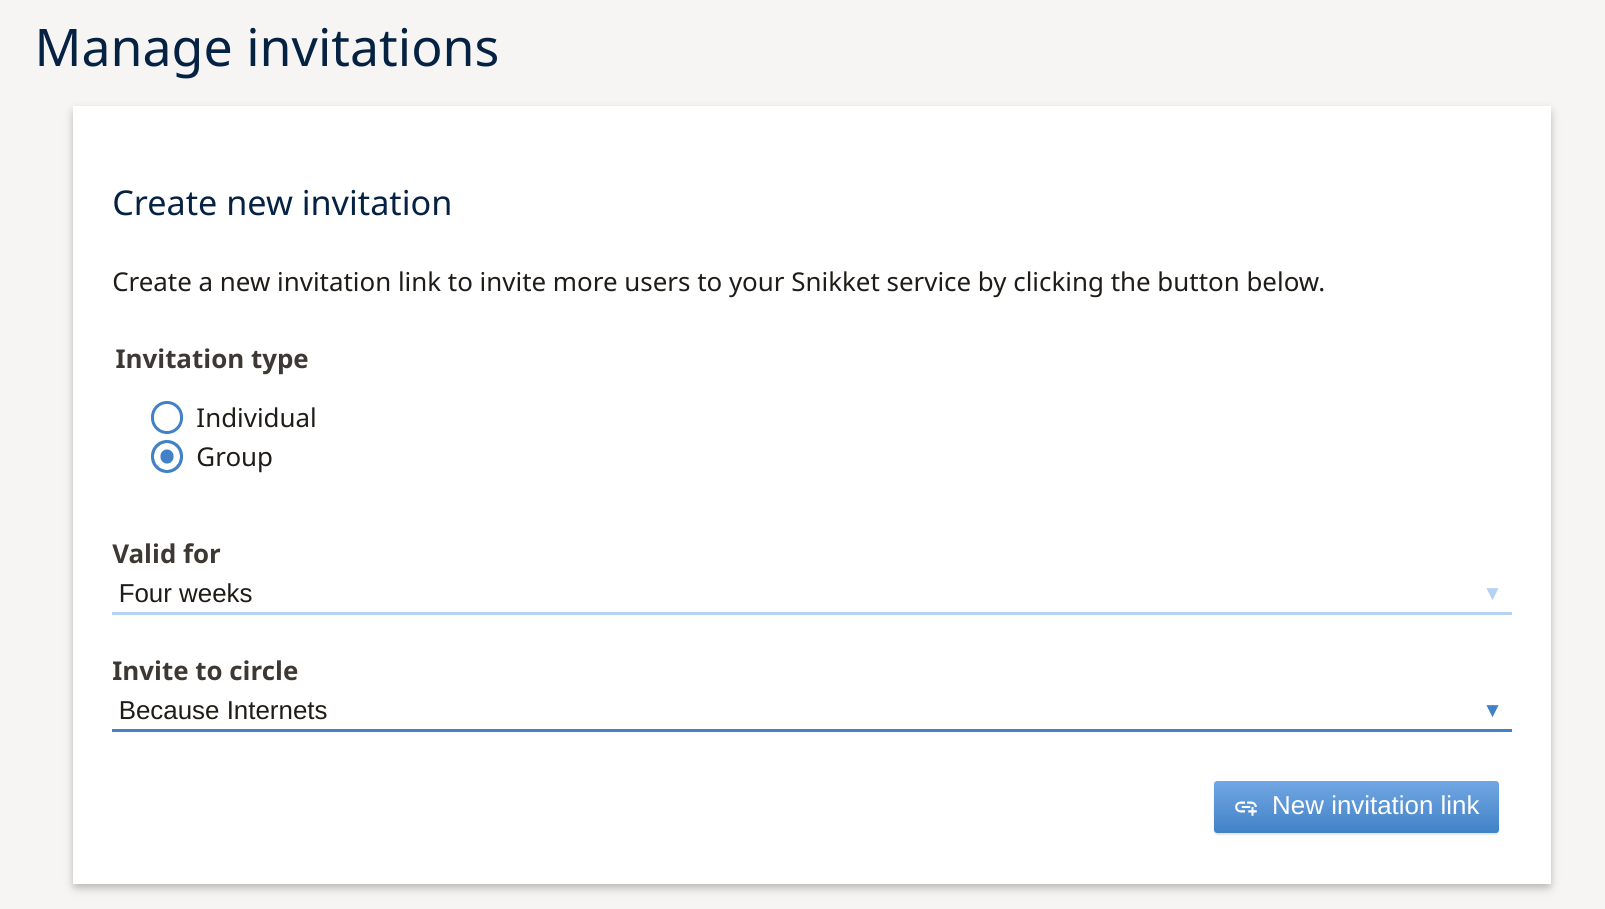 Manage invitations
Create new invitation
Create a new invitation link to invite more users to your Snikket service by clicking the button below.
Invitation type
Individual
Group
Valid for
Four weeks
Invite to circle
Because Internets
New invitation link